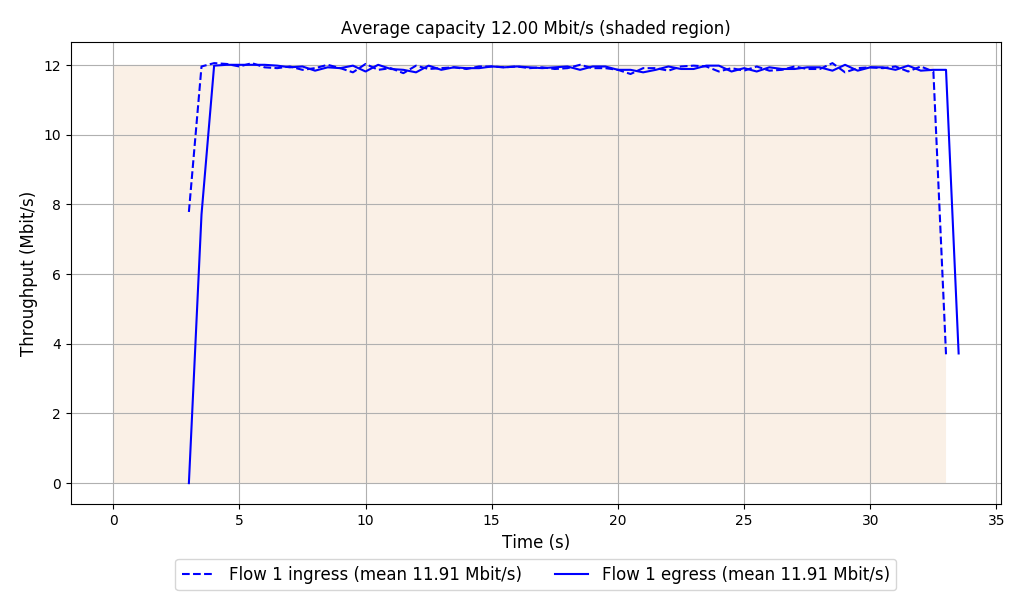 Average capacity 12.00 Mbit/s (shaded region)
Throughput (Mbit/s)
12
10
8
6
4
2
0
0 5 10 15 20 25 30 35
Time (s)
Flow 1 ingress (mean 11.91 Mbit/s) Flow 1 egress (mean 11.91 Mbit/s)